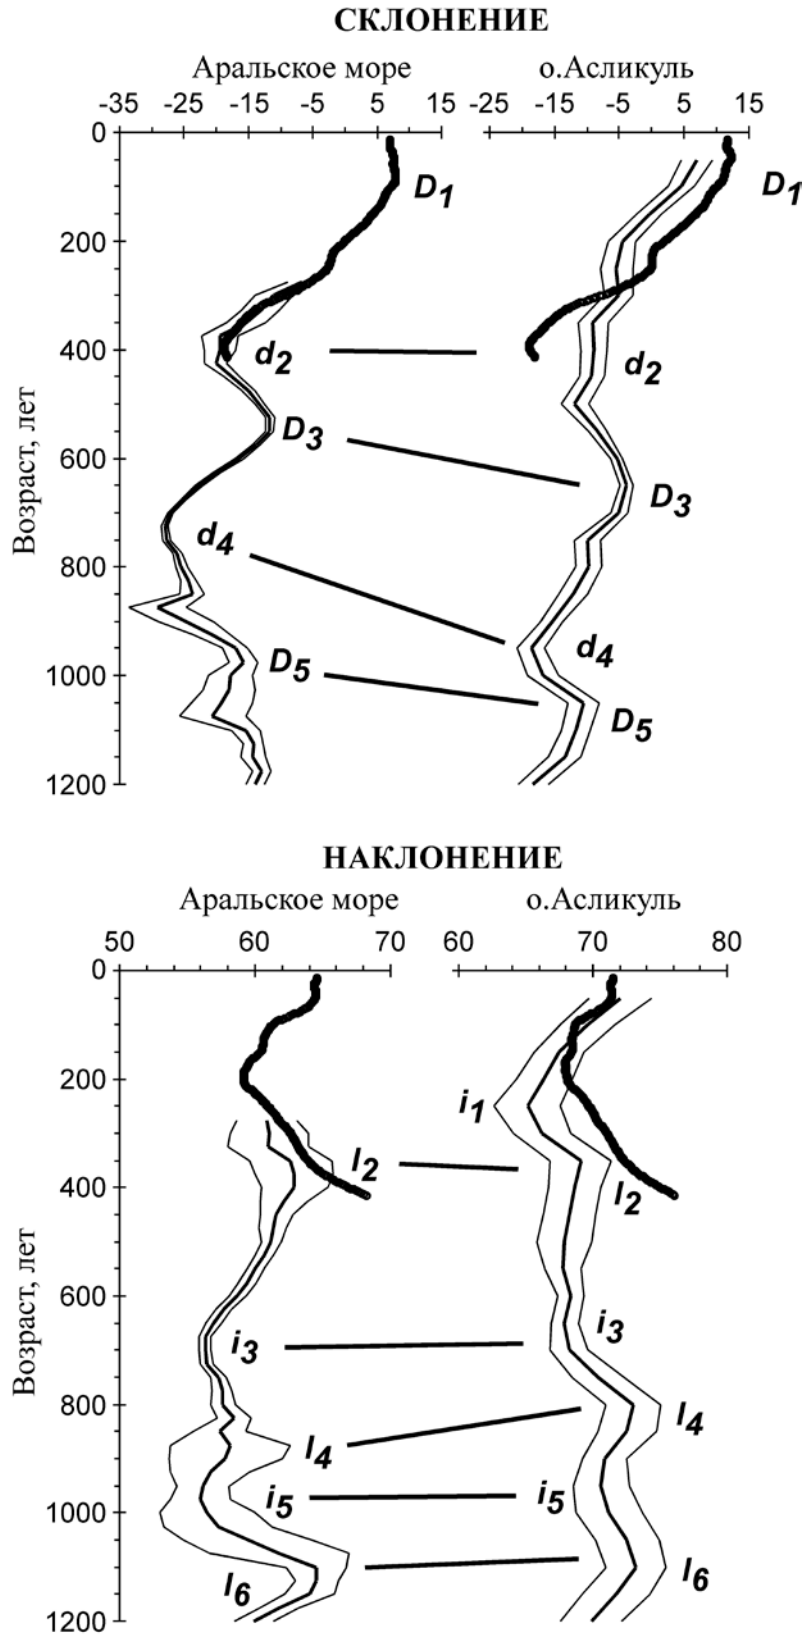 СКЛОНЕНИЕ
Аральское море о.Асликуль
-35 -25 -15 -5 5 15 -25 -15 -5 5 15
0
D1 D1
200
d2 400 d2
D3
600
D3
d4
800
d4
D5 1000
D5
1200
Возраст, лет
НАКЛОНЕНИЕ
Аральское море о.Асликуль
50 60 70 60 70 80
0
i1
200
I2
400 I2
600
i3 i3
800 I4
I4
i5 i5
1000
I6 I6
1200
Возраст, лет